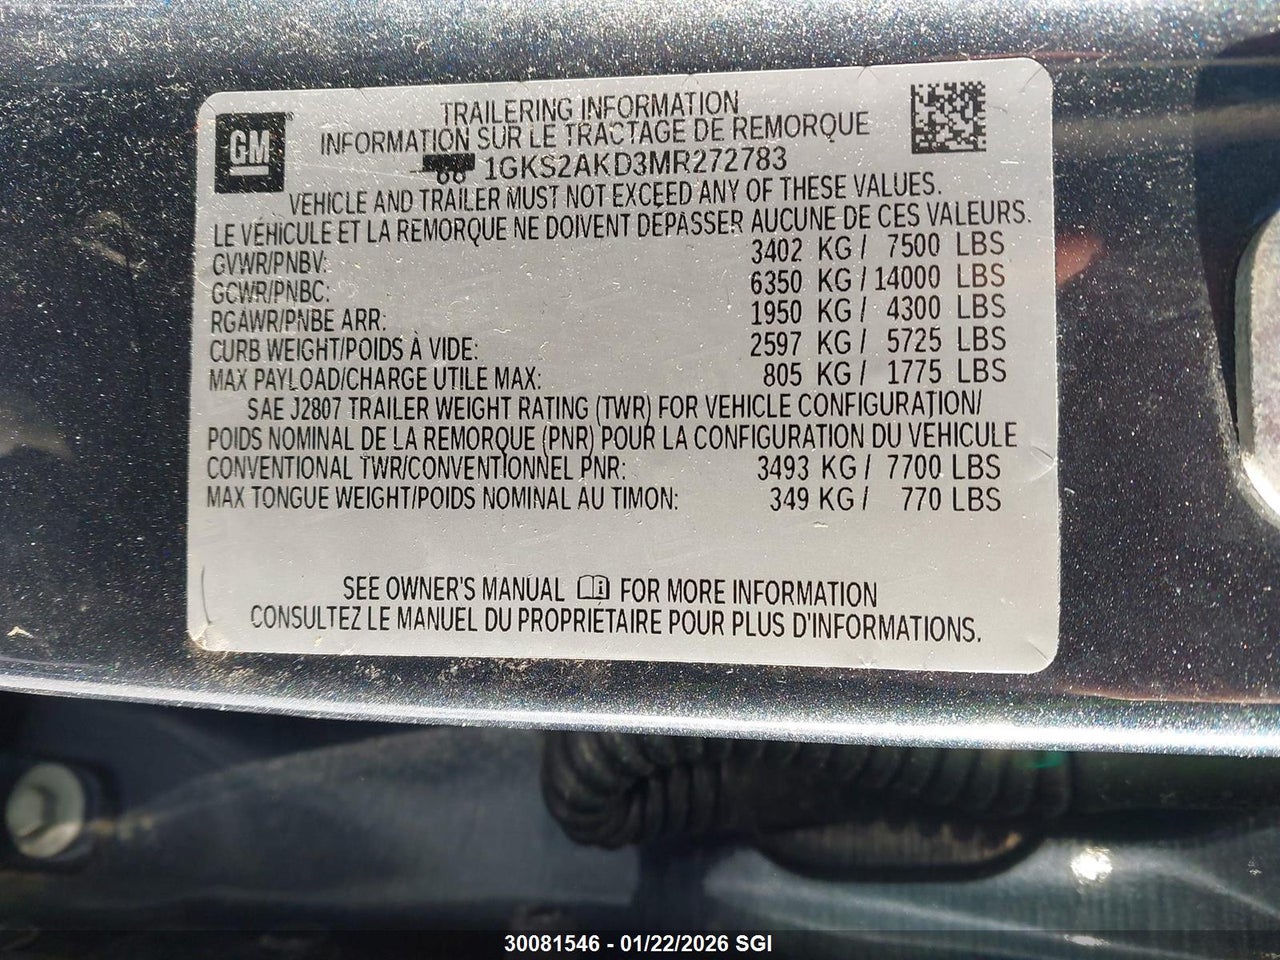 GM
TRAILERING INFORMATION
INFORMATION SUR LE TRACTAGE DE REMORQUE
1GKS2AKD3MR272783
VEHICLE AND TRAILER MUST NOT EXCEED ANY OF THESE VALUES.
LE VÉHICULE ET LA REMORQUE NE DOIVENT DÉPASSER AUCUNE DE CES VALEURS.
GVWR/PNBV: 3402 KG / 7500 LBS
GCWR/PNBC: 6350 KG / 14000 LBS
RGAWR/PNBE ARR: 1950 KG / 4300 LBS
CURB WEIGHT/POIDS À VIDE: 2597 KG / 5725 LBS
MAX PAYLOAD/CHARGE UTILE MAX: 805 KG / 1775 LBS
SAE J2807 TRAILER WEIGHT RATING (TWR) FOR VEHICLE CONFIGURATION/
POIDS NOMINAL DE LA REMORQUE (PNR) POUR LA CONFIGURATION DU VÉHICULE
CONVENTIONAL TWR/CONVENTIONNEL PNR: 3493 KG / 7700 LBS
MAX TONGUE WEIGHT/POIDS NOMINAL AU TIMON: 349 KG / 770 LBS
SEE OWNER'S MANUAL FOR MORE INFORMATION
CONSULTEZ LE MANUEL DU PROPRIÉTAIRE POUR PLUS D'INFORMATIONS.
30081546 - 01/22/2026 SGI